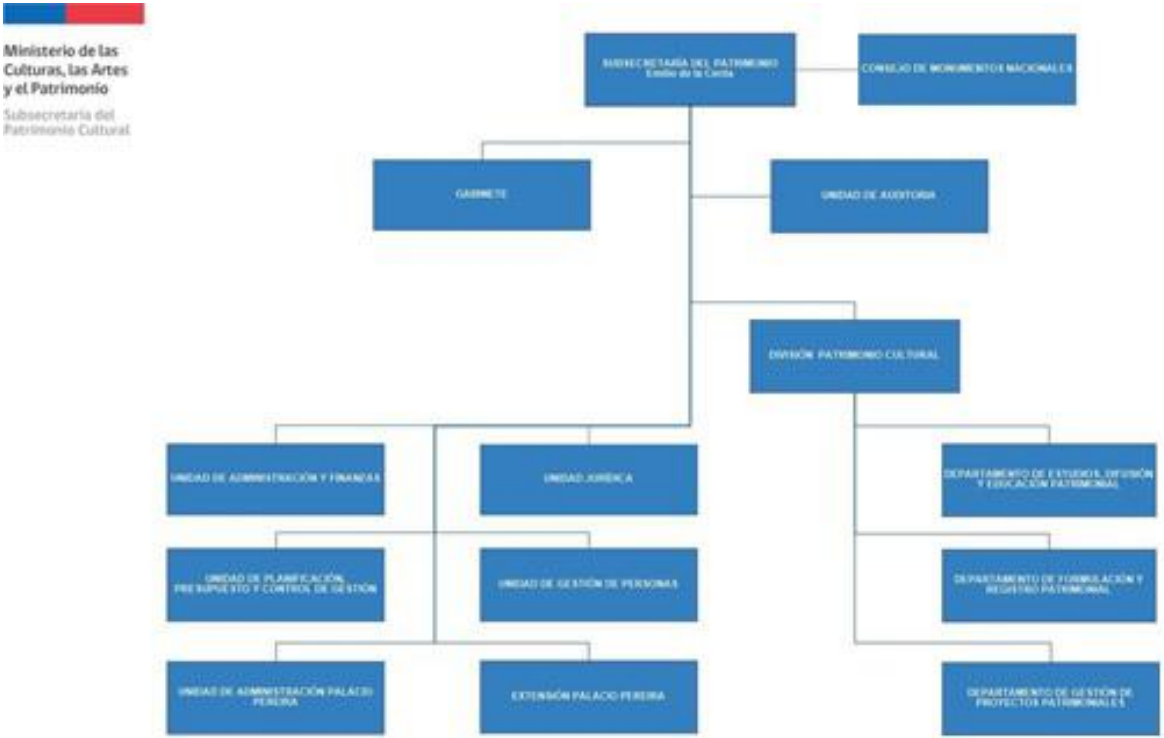 Ministerio de las
Culturas, las Artes
y el Patrimonio
Subsecretaría del
Patrimonio Cultural
SUBSECRETARÍA DEL PATRIMONIO
Emilio de la Cerda
CONSEJO DE MONUMENTOS NACIONALES
GABINETE
UNIDAD DE AUDITORIA
DIVISIÓN PATRIMONIO CULTURAL
UNIDAD DE ADMINISTRACIÓN Y FINANZAS
UNIDAD JURÍDICA
DEPARTAMENTO DE ESTUDIOS, DIFUSIÓN
Y EDUCACIÓN PATRIMONIAL
UNIDAD DE PLANIFICACIÓN,
PRESUPUESTO Y CONTROL DE GESTIÓN
UNIDAD DE GESTIÓN DE PERSONAS
DEPARTAMENTO DE FORMULACIÓN Y
REGISTRO PATRIMONIAL
UNIDAD DE ADMINISTRACIÓN PALACIO
PEREIRA
EXTENSIÓN PALACIO PEREIRA
DEPARTAMENTO DE GESTIÓN DE
PROYECTOS PATRIMONIALES